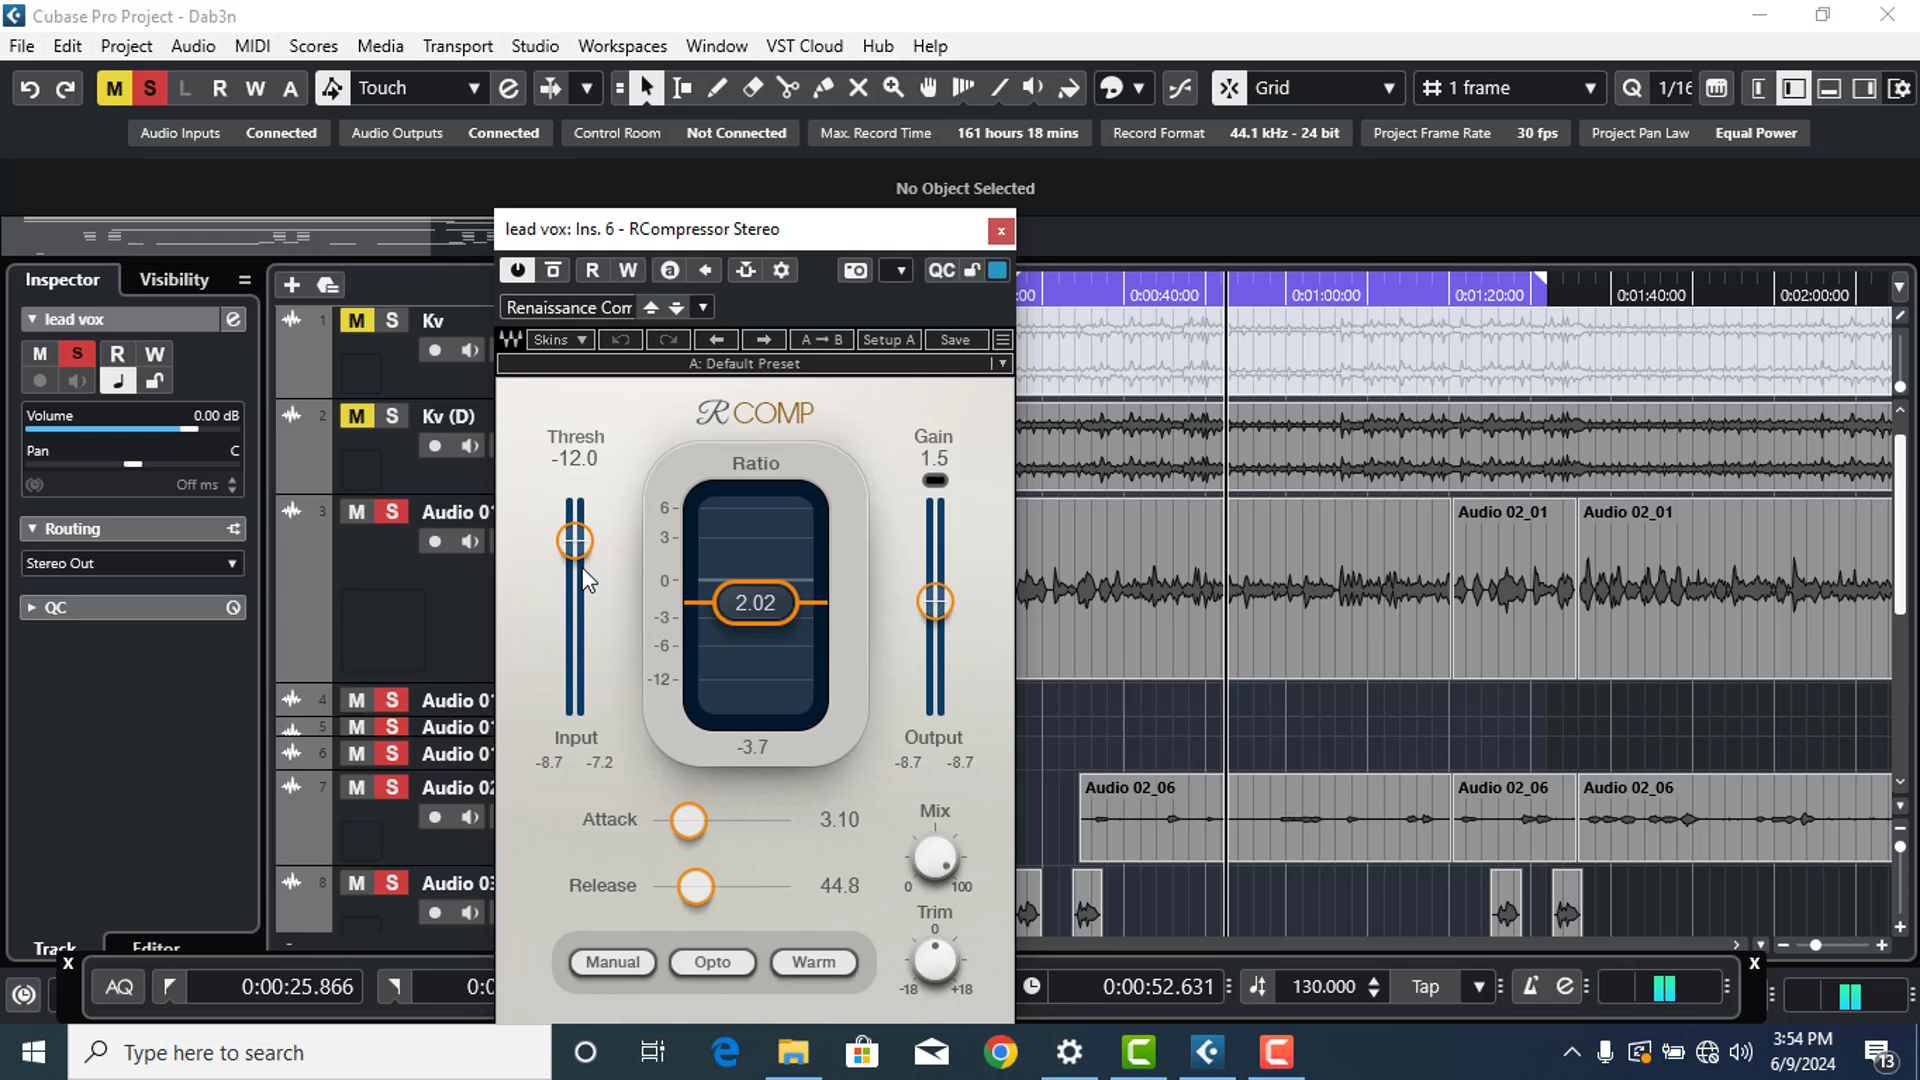 Cubase Pro Project - Dab3n
File Edit Project Audio MIDI Scores Media Transport Studio Workspaces Window VST Cloud Hub Help
M S L R W A Touch e Grid 1 frame Q 1/16
Audio Inputs Connected Audio Outputs Connected Control Room Not Connected Max. Record Time 161 hours 18 mins Record Format 44.1 kHz - 24 bit Project Frame Rate 30 fps Project Pan Law Equal Power
No Object Selected
lead vox: Ins. 6 - RCompressor Stereo x
R W a QC
Renaissance Com
Skins A → B Setup A Save
A: Default Preset
R COMP
Thresh
-12.0
Ratio
Gain
1.5
6
3
0
-3
-6
-12
2.02
-3.7
Input
-8.7 -7.2
Output
-8.7 -8.7
Attack 3.10
Release 44.8
Mix
0 100
Trim
0
-18 +18
Manual Opto Warm
Inspector Visibility
lead vox e
M S R W
Volume 0.00 dB
Pan C
Off ms
Routing
Stereo Out
QC
Track Editor
1 M S Kv
2 M S Kv (D)
3 M S Audio 0
4 M S Audio 0
5 M S Audio 0
6 M S Audio 0
7 M S Audio 02
8 M S Audio 03
:00 0:00:40:00 0:01:00:00 0:01:20:00 0:01:40:00 0:02:00:00
Audio 02_01 Audio 02_01
Audio 02_06 Audio 02_06 Audio 02_06
x x
AQ 0:00:25.866 0:0 0:00:52.631 130.000 Tap e
Type here to search
3:54 PM
6/9/2024
13